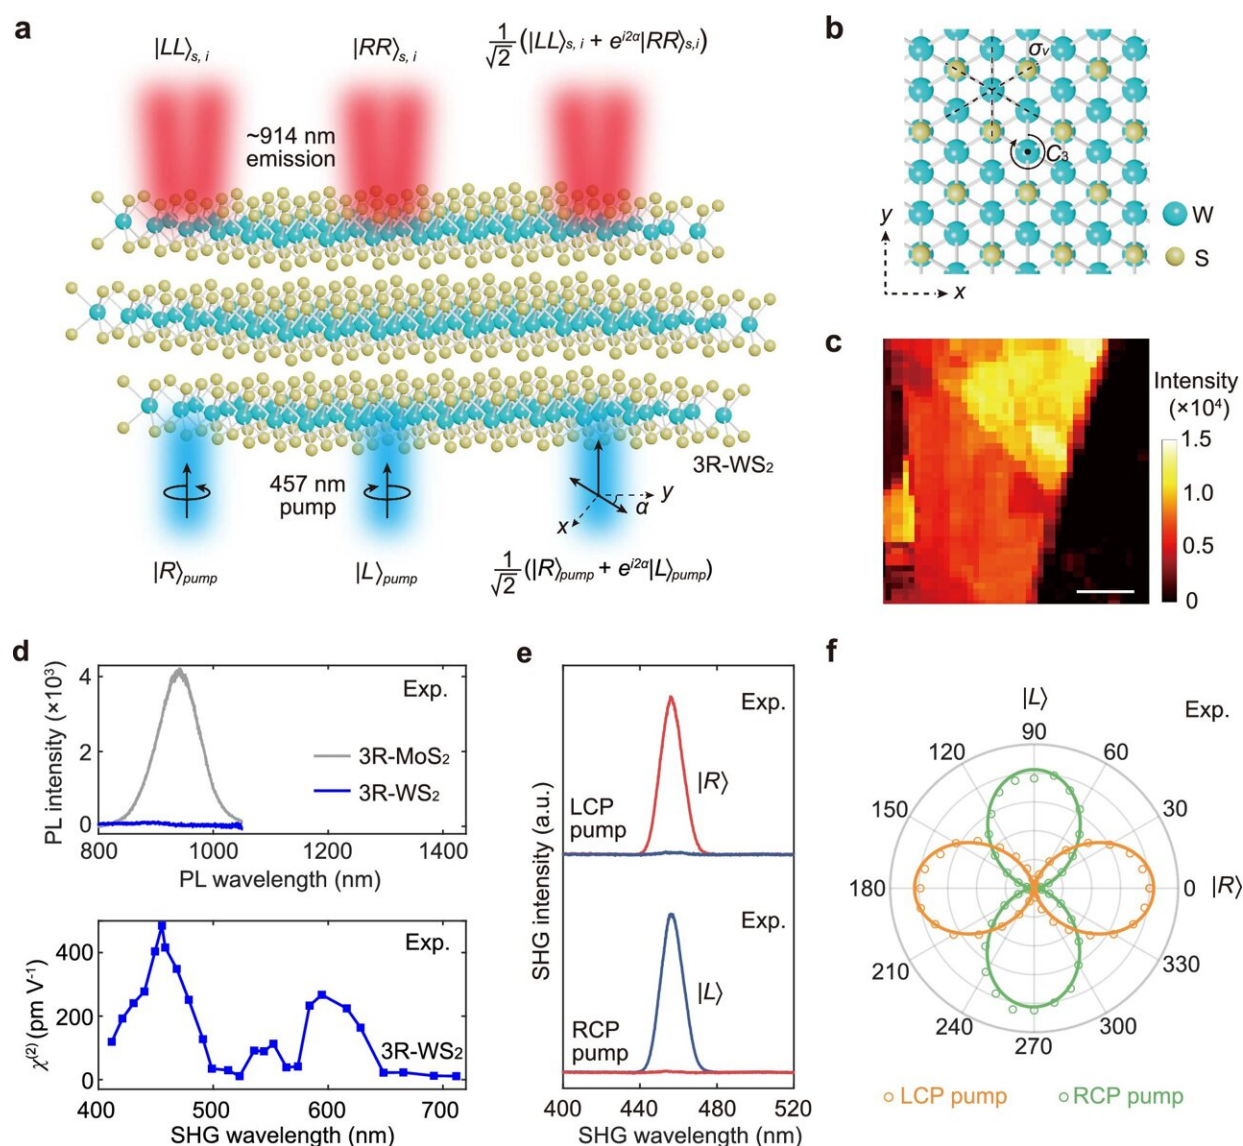 a
|LL⟩s, i
|RR⟩s, i
1/√2 (|LL⟩s, i + e^i2α|RR⟩s,i)
~914 nm
emission
3R-WS₂
457 nm
pump
y
x
α
|R⟩pump
|L⟩pump
1/√2 (|R⟩pump + e^i2α|L⟩pump)
b
σv
C₃
y
x
W
S
c
Intensity
(×10⁴)
1.5
1.0
0.5
0
d
PL intensity (×10³)
4
2
0
Exp.
3R-MoS₂
3R-WS₂
800
1000
1200
1400
PL wavelength (nm)
χ⁽²⁾ (pm V⁻¹)
400
200
0
Exp.
3R-WS₂
400
500
600
700
SHG wavelength (nm)
e
SHG intensity (a.u.)
Exp.
|R⟩
LCP
pump
Exp.
|L⟩
RCP
pump
400
440
480
520
SHG wavelength (nm)
f
|L⟩
Exp.
90
120
60
150
30
180
0
|R⟩
210
330
240
300
270
LCP pump
RCP pump